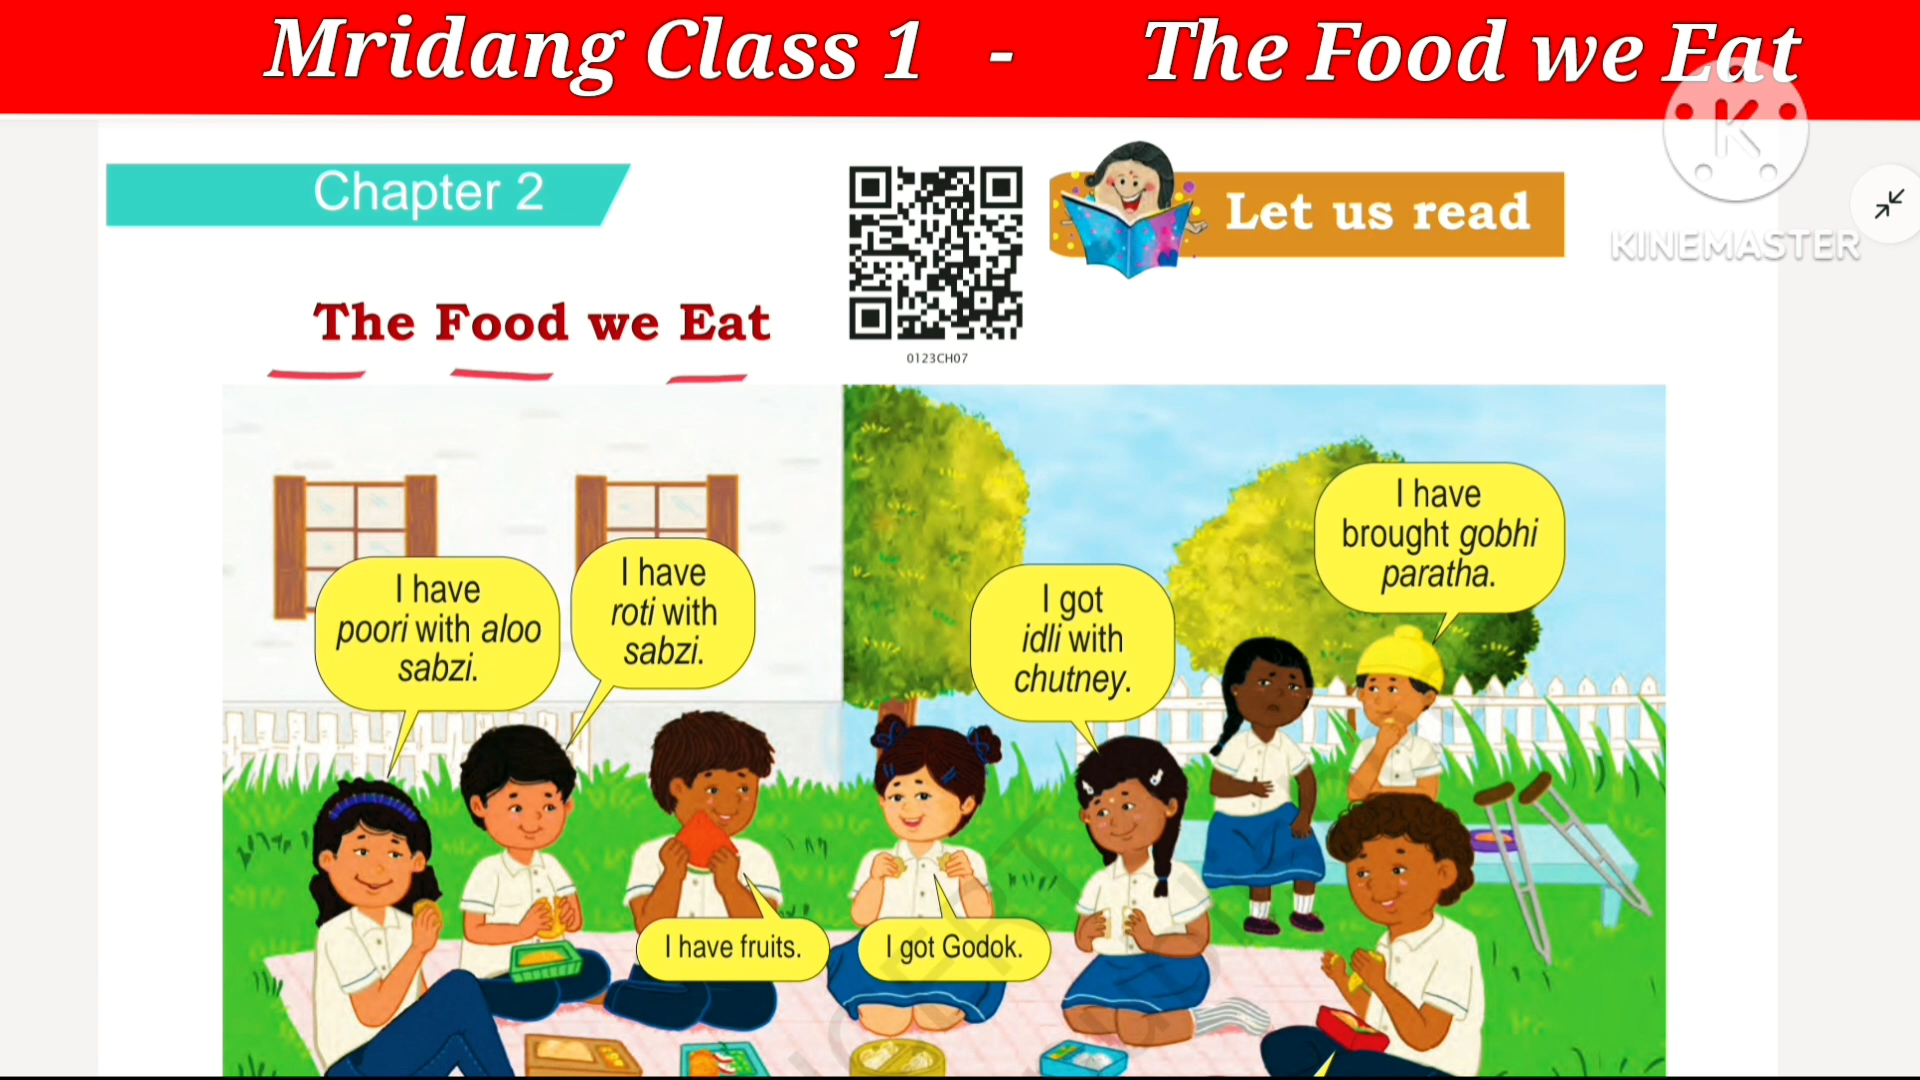 Mridang Class 1 - The Food we Eat
KINEMASTER
Chapter 2
Let us read
0123CH07
The Food we Eat
I have
poori with aloo
sabzi.
I have
roti with
sabzi.
I got
idli with
chutney.
I have
brought gobhi
paratha.
I have fruits.
I got Godok.